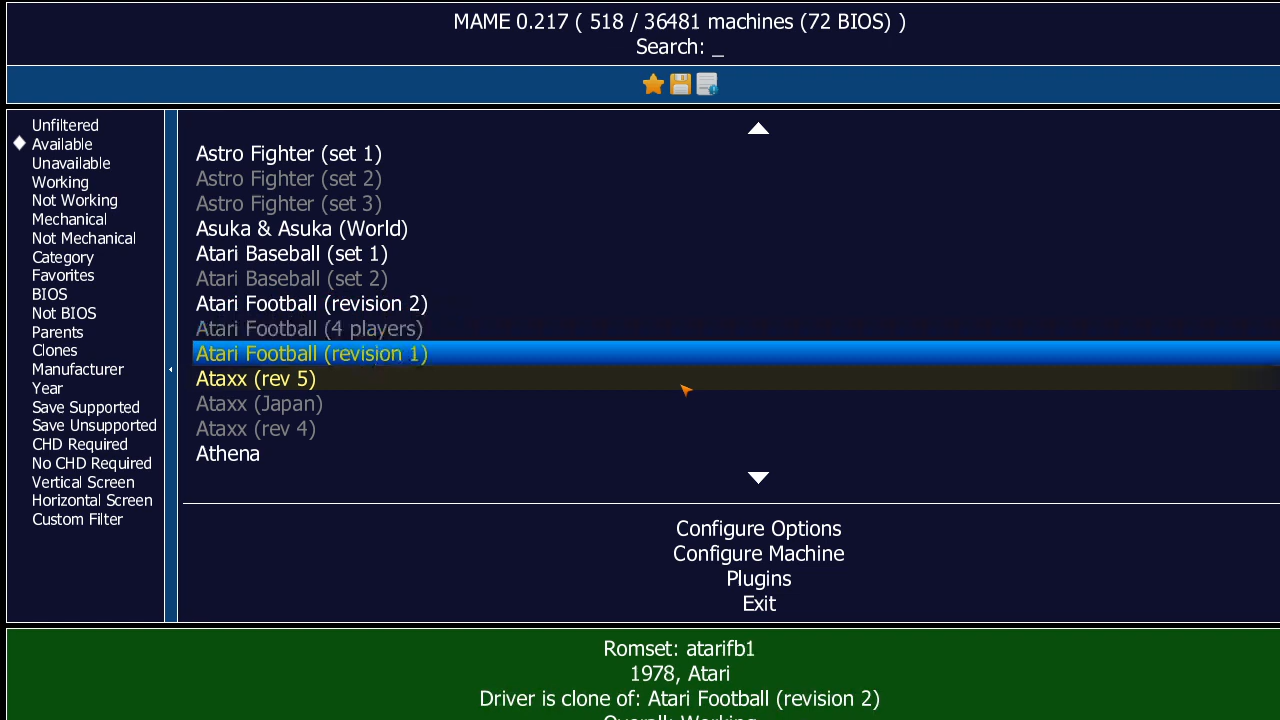 MAME 0.217 ( 518 / 36481 machines (72 BIOS) )
Search: _
Unfiltered
Available
Unavailable
Working
Not Working
Mechanical
Not Mechanical
Category
Favorites
BIOS
Not BIOS
Parents
Clones
Manufacturer
Year
Save Supported
Save Unsupported
CHD Required
No CHD Required
Vertical Screen
Horizontal Screen
Custom Filter
Astro Fighter (set 1)
Astro Fighter (set 2)
Astro Fighter (set 3)
Asuka & Asuka (World)
Atari Baseball (set 1)
Atari Baseball (set 2)
Atari Football (revision 2)
Atari Football (4 players)
Atari Football (revision 1)
Ataxx (rev 5)
Ataxx (Japan)
Ataxx (rev 4)
Athena
Configure Options
Configure Machine
Plugins
Exit
Romset: atarifb1
1978, Atari
Driver is clone of: Atari Football (revision 2)
Overall: Working